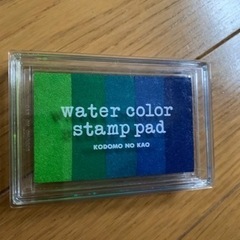 water color
stamp pad
KODOMO NO KAO